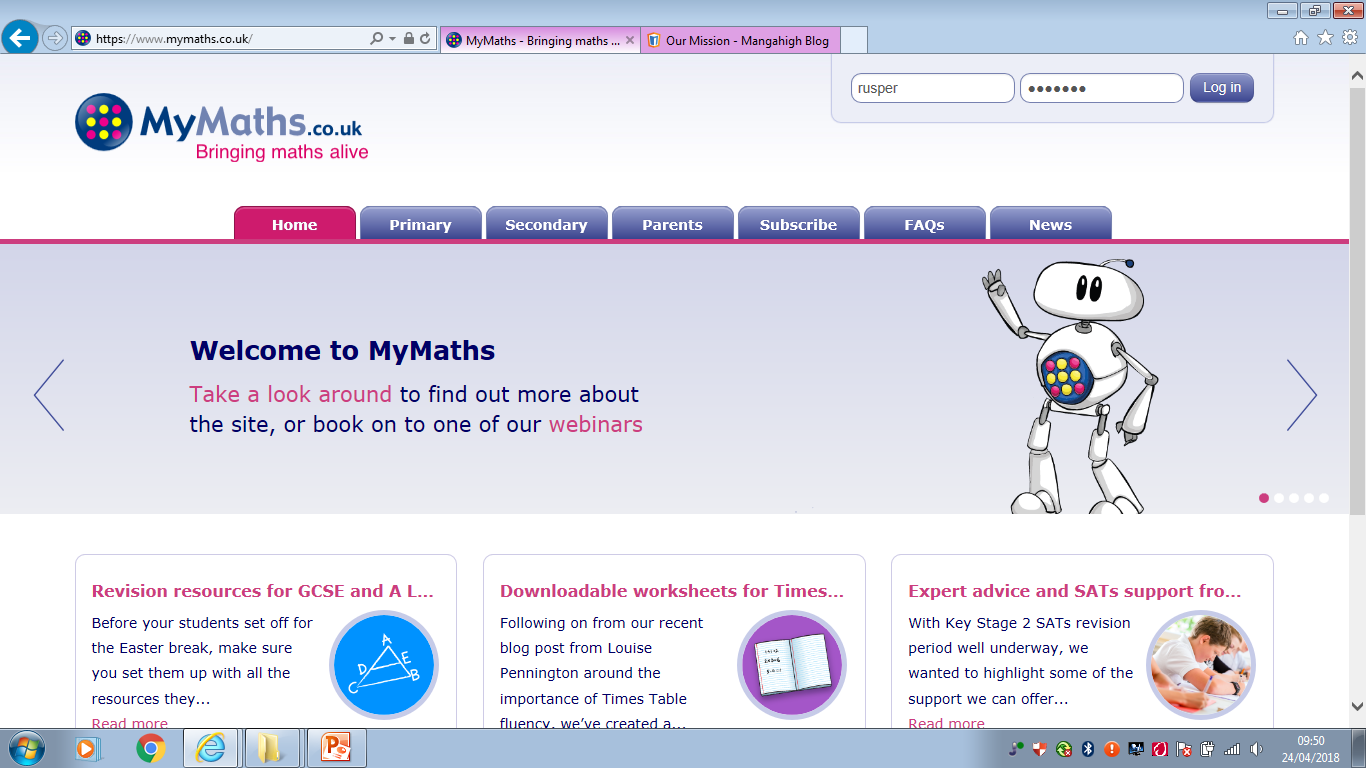 https://www.mymaths.co.uk/
MyMaths - Bringing maths ...
Our Mission - Mangahigh Blog
rusper
●●●●●●●
Log in
MyMaths.co.uk
Bringing maths alive
Home
Primary
Secondary
Parents
Subscribe
FAQs
News
Welcome to MyMaths
Take a look around to find out more about
the site, or book on to one of our webinars
Revision resources for GCSE and A L...
Before your students set off for
the Easter break, make sure
you set them up with all the
resources they...
Read more
A
D E
C B
Downloadable worksheets for Times...
Following on from our recent
blog post from Louise
Pennington around the
importance of Times Table
fluency, we've created a...
Expert advice and SATs support fro...
With Key Stage 2 SATs revision
period well underway, we
wanted to highlight some of the
support we can offer...
Read more
09:50
24/04/2018